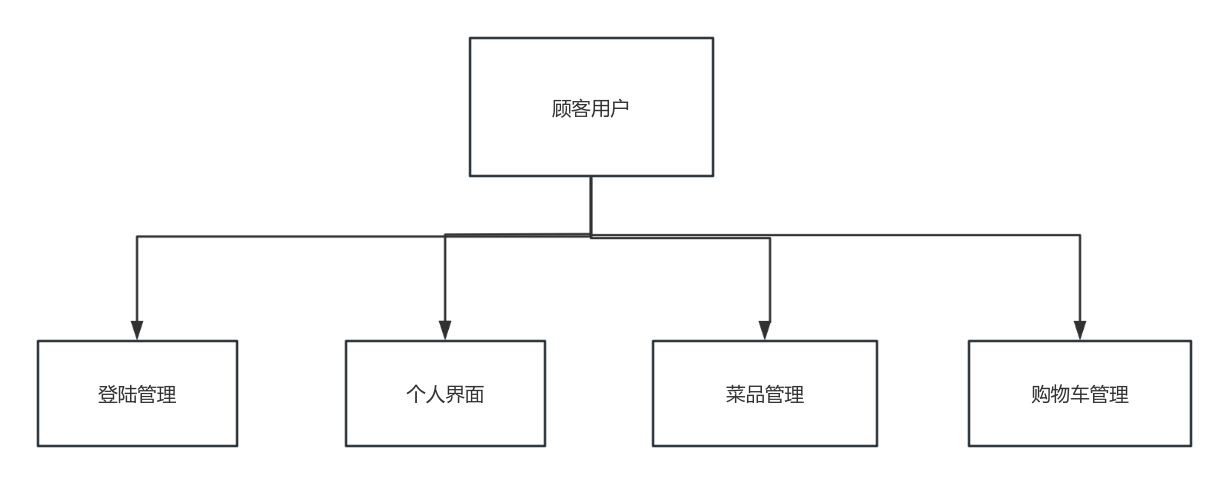 顾客用户
登陆管理
个人界面
菜品管理
购物车管理